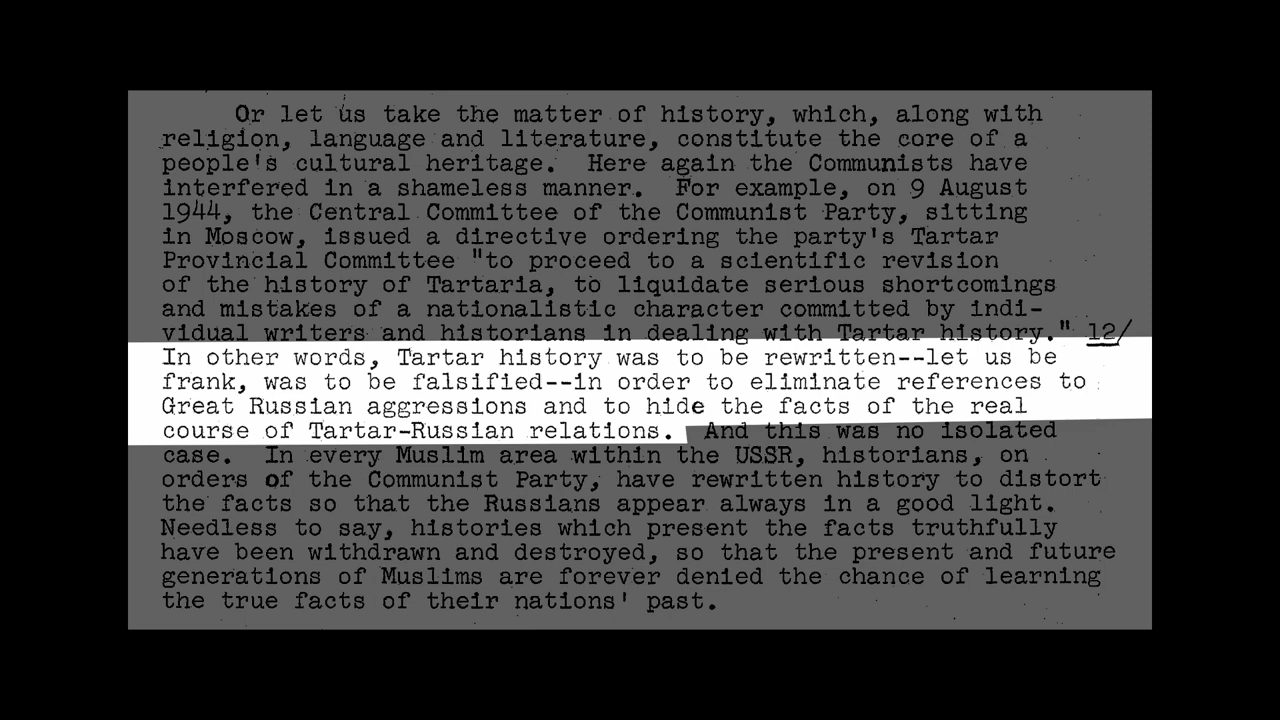 Or let us take the matter of history, which, along with
religion, language and literature, constitute the core of a
people's cultural heritage. Here again the Communists have
interfered in a shameless manner. For example, on 9 August
1944, the Central Committee of the Communist Party, sitting
in Moscow, issued a directive ordering the party's Tartar
Provincial Committee "to proceed to a scientific revision
of the history of Tartaria, to liquidate serious shortcomings
and mistakes of a nationalistic character committed by indi-
vidual writers and historians in dealing with Tartar history." 12/
In other words, Tartar history was to be rewritten--let us be
frank, was to be falsified--in order to eliminate references to
Great Russian aggressions and to hide the facts of the real
course of Tartar-Russian relations. And this was no isolated
case. In every Muslim area within the USSR, historians, on
orders of the Communist Party, have rewritten history to distort
the facts so that the Russians appear always in a good light.
Needless to say, histories which present the facts truthfully
have been withdrawn and destroyed, so that the present and future
generations of Muslims are forever denied the chance of learning
the true facts of their nations' past.